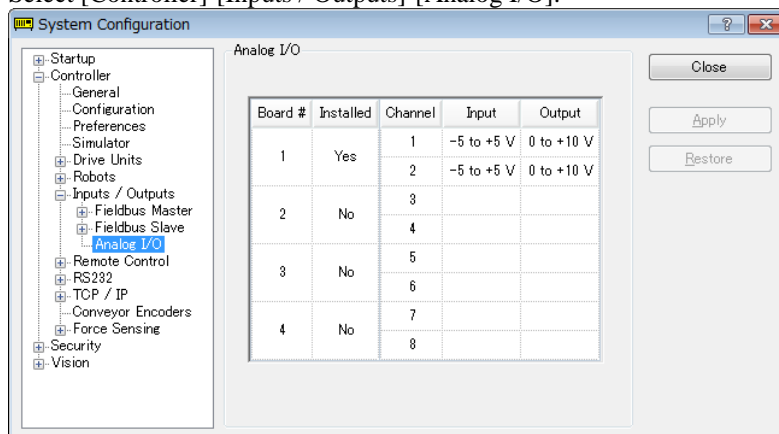 Select [Controller]-[Inputs / Outputs]-[Analog I/O].
System Configuration
Startup
Controller
General
Configuration
Preferences
Simulator
Drive Units
Robots
Inputs / Outputs
Fieldbus Master
Fieldbus Slave
Analog I/O
Remote Control
RS232
TCP / IP
Conveyor Encoders
Force Sensing
Security
Vision
Analog I/O
Board # Installed Channel Input Output
1 Yes 1 -5 to +5 V 0 to +10 V
2 -5 to +5 V 0 to +10 V
2 No 3
4
3 No 5
6
4 No 7
8
Close
Apply
Restore